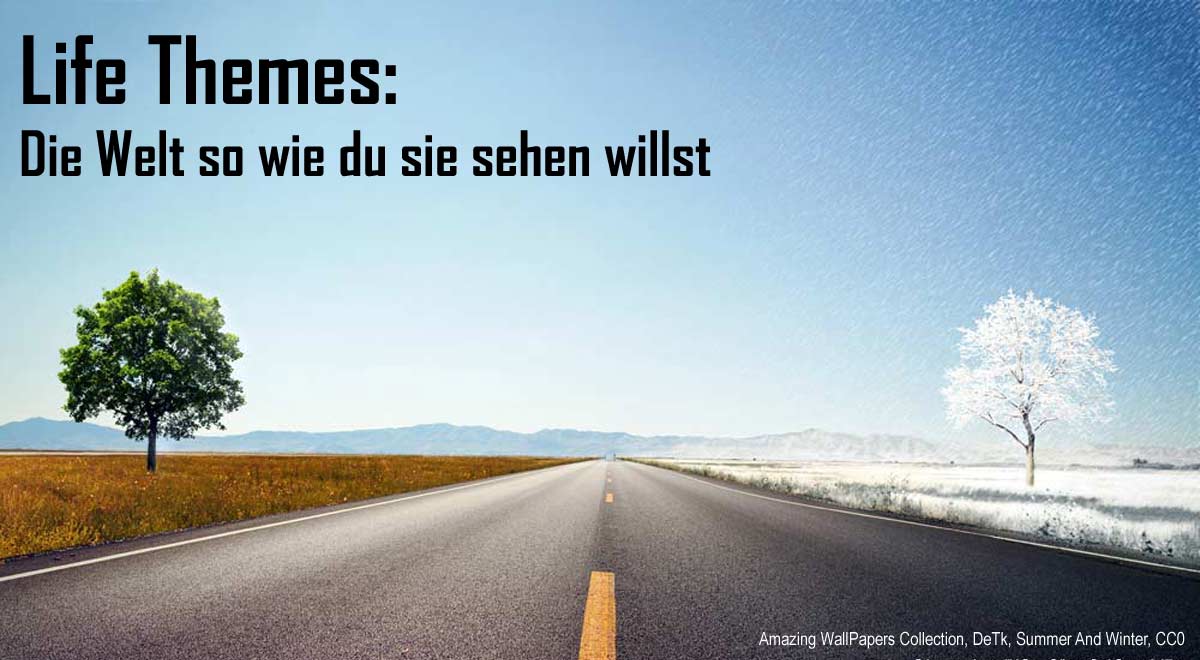 Life Themes:
Die Welt so wie du sie sehen willst
Amazing WallPapers Collection, DeTk, Summer And Winter, CC0